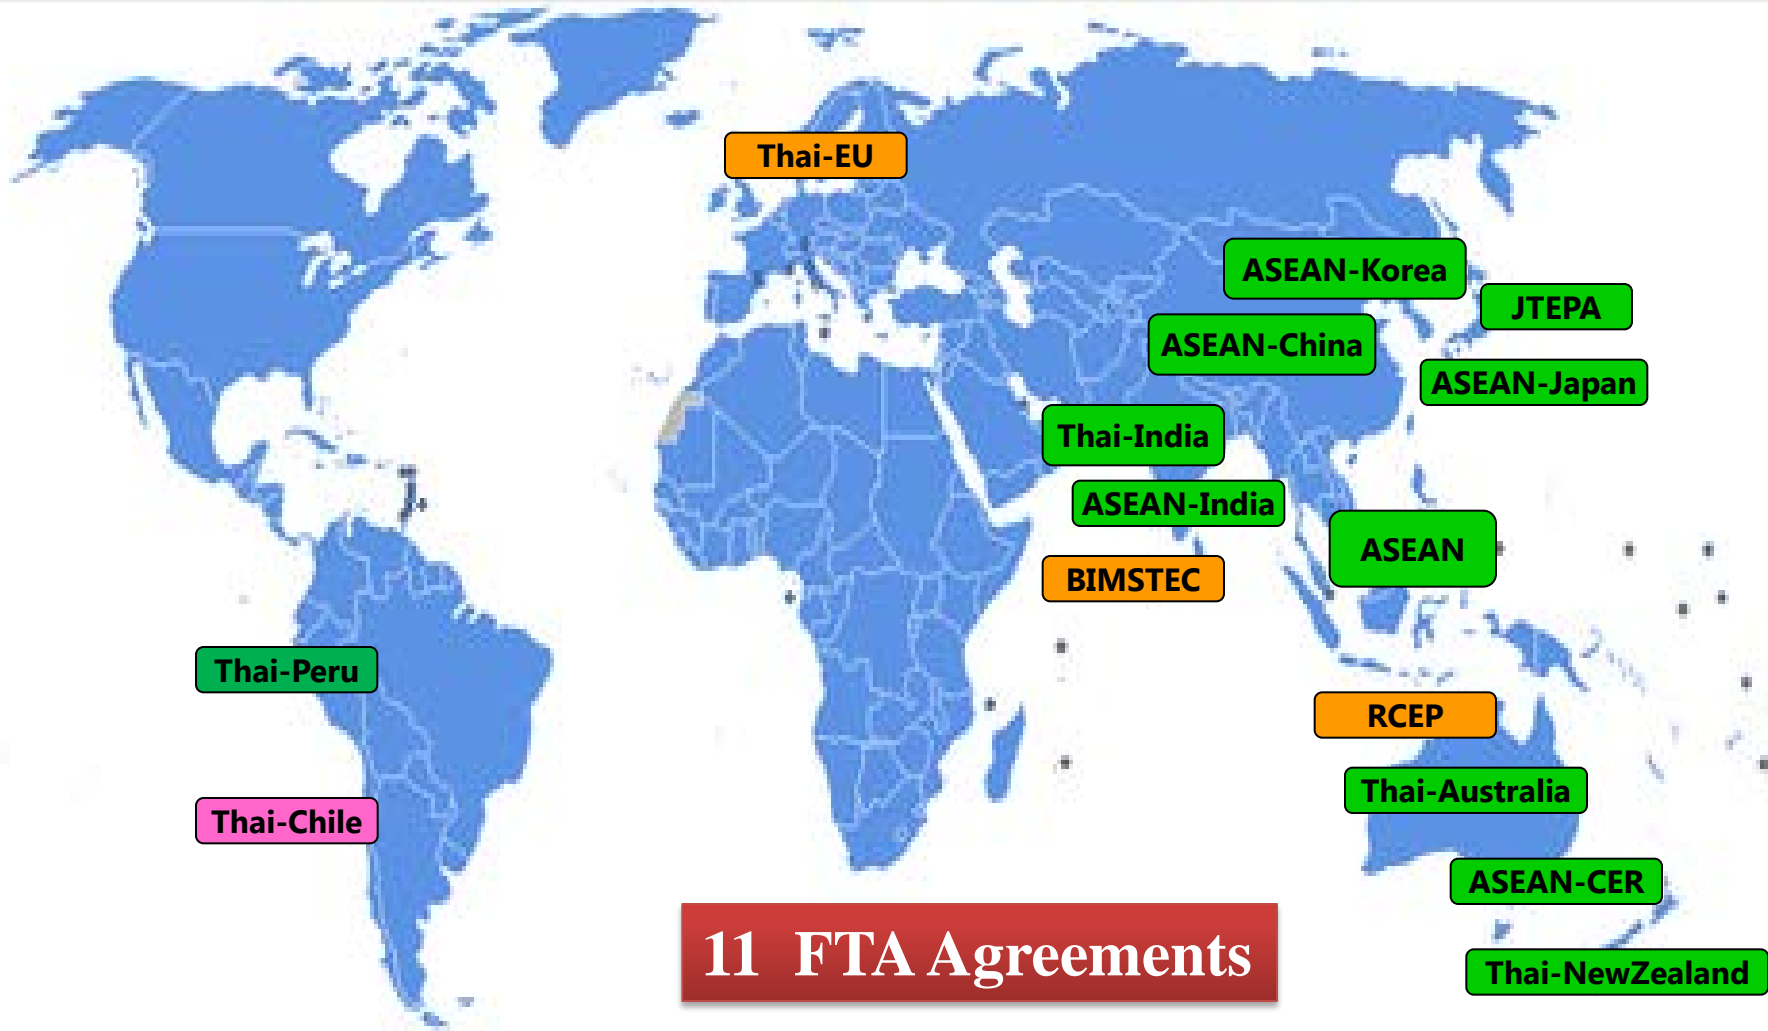 Thai-EU
ASEAN-Korea
JTEPA
ASEAN-China
ASEAN-Japan
Thai-India
ASEAN-India
ASEAN
BIMSTEC
Thai-Peru
RCEP
Thai-Australia
Thai-Chile
ASEAN-CER
11 FTA Agreements
Thai-NewZealand